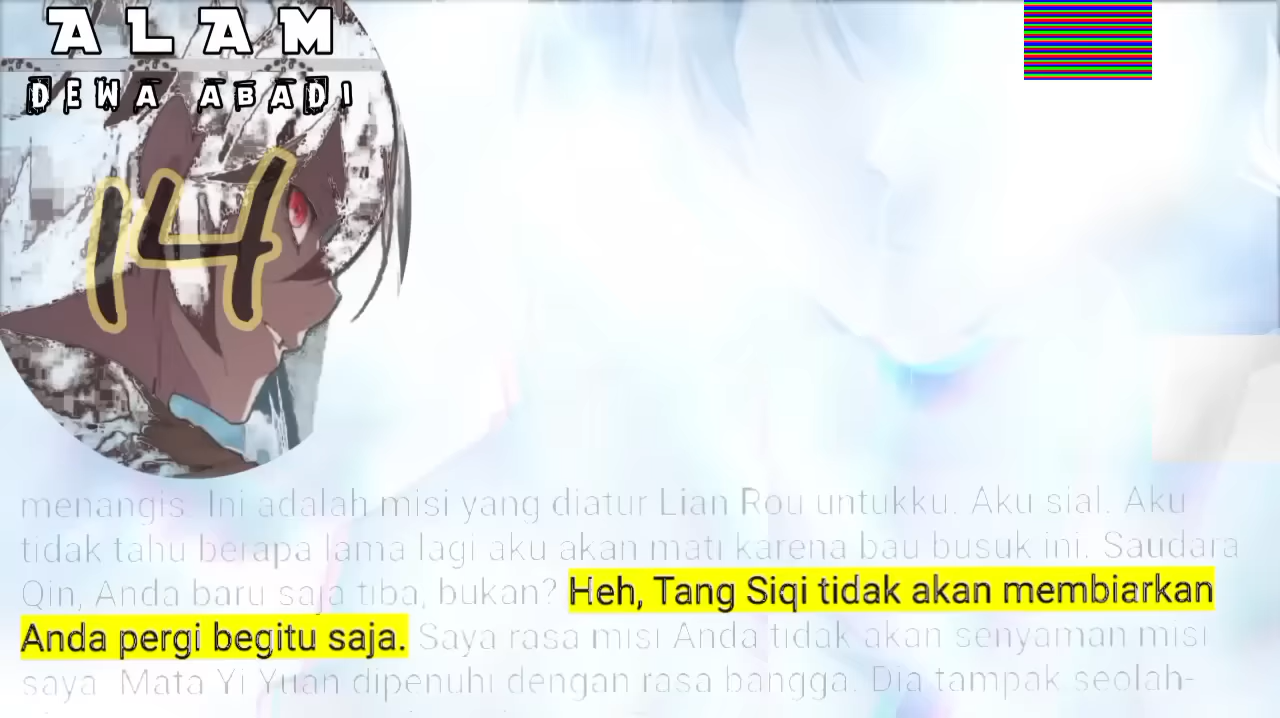 ALAM
DEWA ABADI
14
menangis. Ini adalah misi yang diatur Lian Rou untukku. Aku sial. Aku
tidak tahu berapa lama lagi aku akan mati karena bau busuk ini. Saudara
Qin, Anda baru saja tiba, bukan? Heh, Tang Siqi tidak akan membiarkan
Anda pergi begitu saja. Saya rasa misi Anda tidak akan senyaman misi
saya. Mata Yi Yuan dipenuhi dengan rasa bangga. Dia tampak seolah-